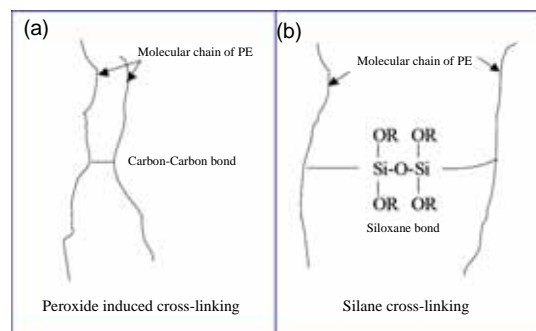 (a)
Molecular chain of PE
Carbon-Carbon bond
Peroxide induced cross-linking
(b)
Molecular chain of PE
OR OR
Si-O-Si
OR OR
Siloxane bond
Silane cross-linking